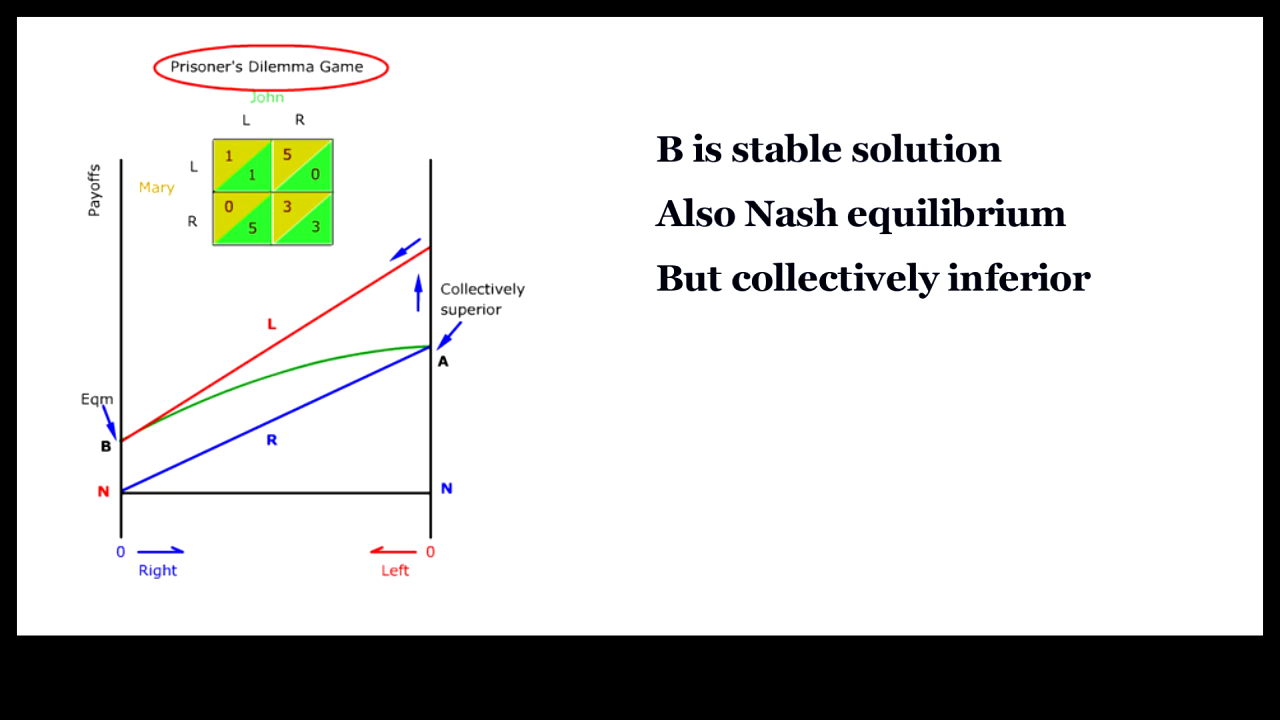 Prisoner's Dilemma Game
John
L R
Payoffs
L
1 5
1 0
Mary
R
0 3
5 3
Collectively
superior
L
A
Eqm
B
R
N
N
0
0
Right
Left
B is stable solution
Also Nash equilibrium
But collectively inferior